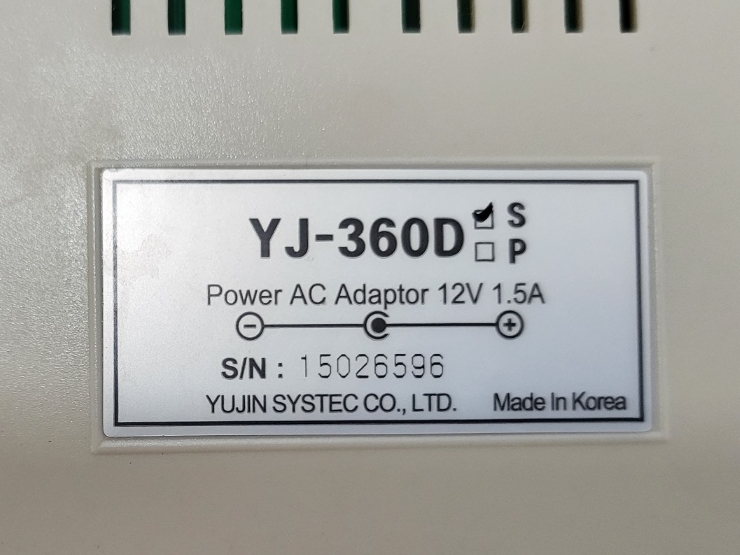 YJ-360D S
P
Power AC Adaptor 12V 1.5A
S/N : 15026596
YUJIN SYSTEC CO., LTD. Made In Korea